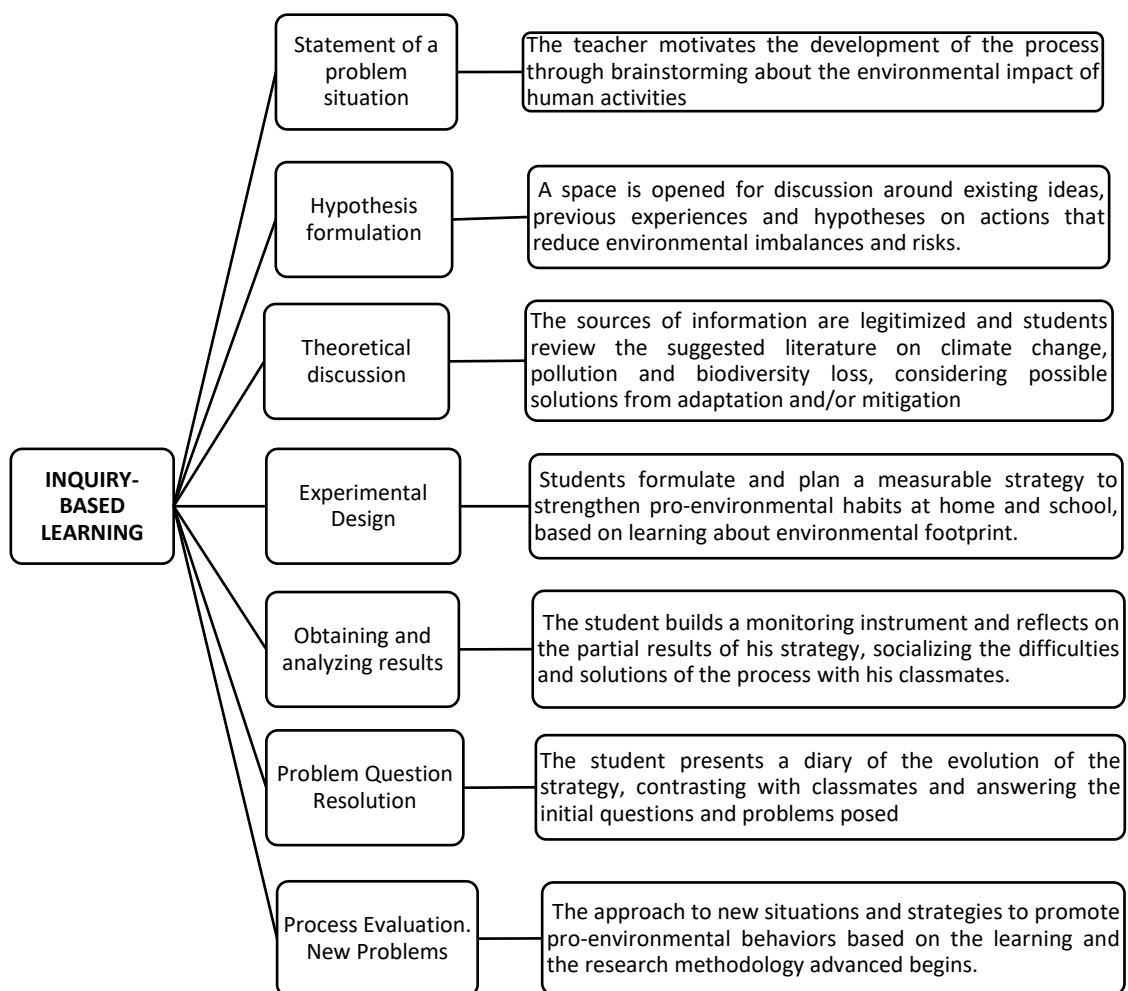 Statement of a
problem
situation
The teacher motivates the development of the process
through brainstorming about the environmental impact of
human activities
Hypothesis
formulation
A space is opened for discussion around existing ideas,
previous experiences and hypotheses on actions that
reduce environmental imbalances and risks.
Theoretical
discussion
The sources of information are legitimized and students
review the suggested literature on climate change,
pollution and biodiversity loss, considering possible
solutions from adaptation and/or mitigation
INQUIRY-
BASED
LEARNING
Experimental
Design
Students formulate and plan a measurable strategy to
strengthen pro-environmental habits at home and school,
based on learning about environmental footprint.
Obtaining and
analyzing results
The student builds a monitoring instrument and reflects on
the partial results of his strategy, socializing the difficulties
and solutions of the process with his classmates.
Problem Question
Resolution
The student presents a diary of the evolution of the
strategy, contrasting with classmates and answering the
initial questions and problems posed
Process Evaluation.
New Problems
The approach to new situations and strategies to promote
pro-environmental behaviors based on the learning and
the research methodology advanced begins.